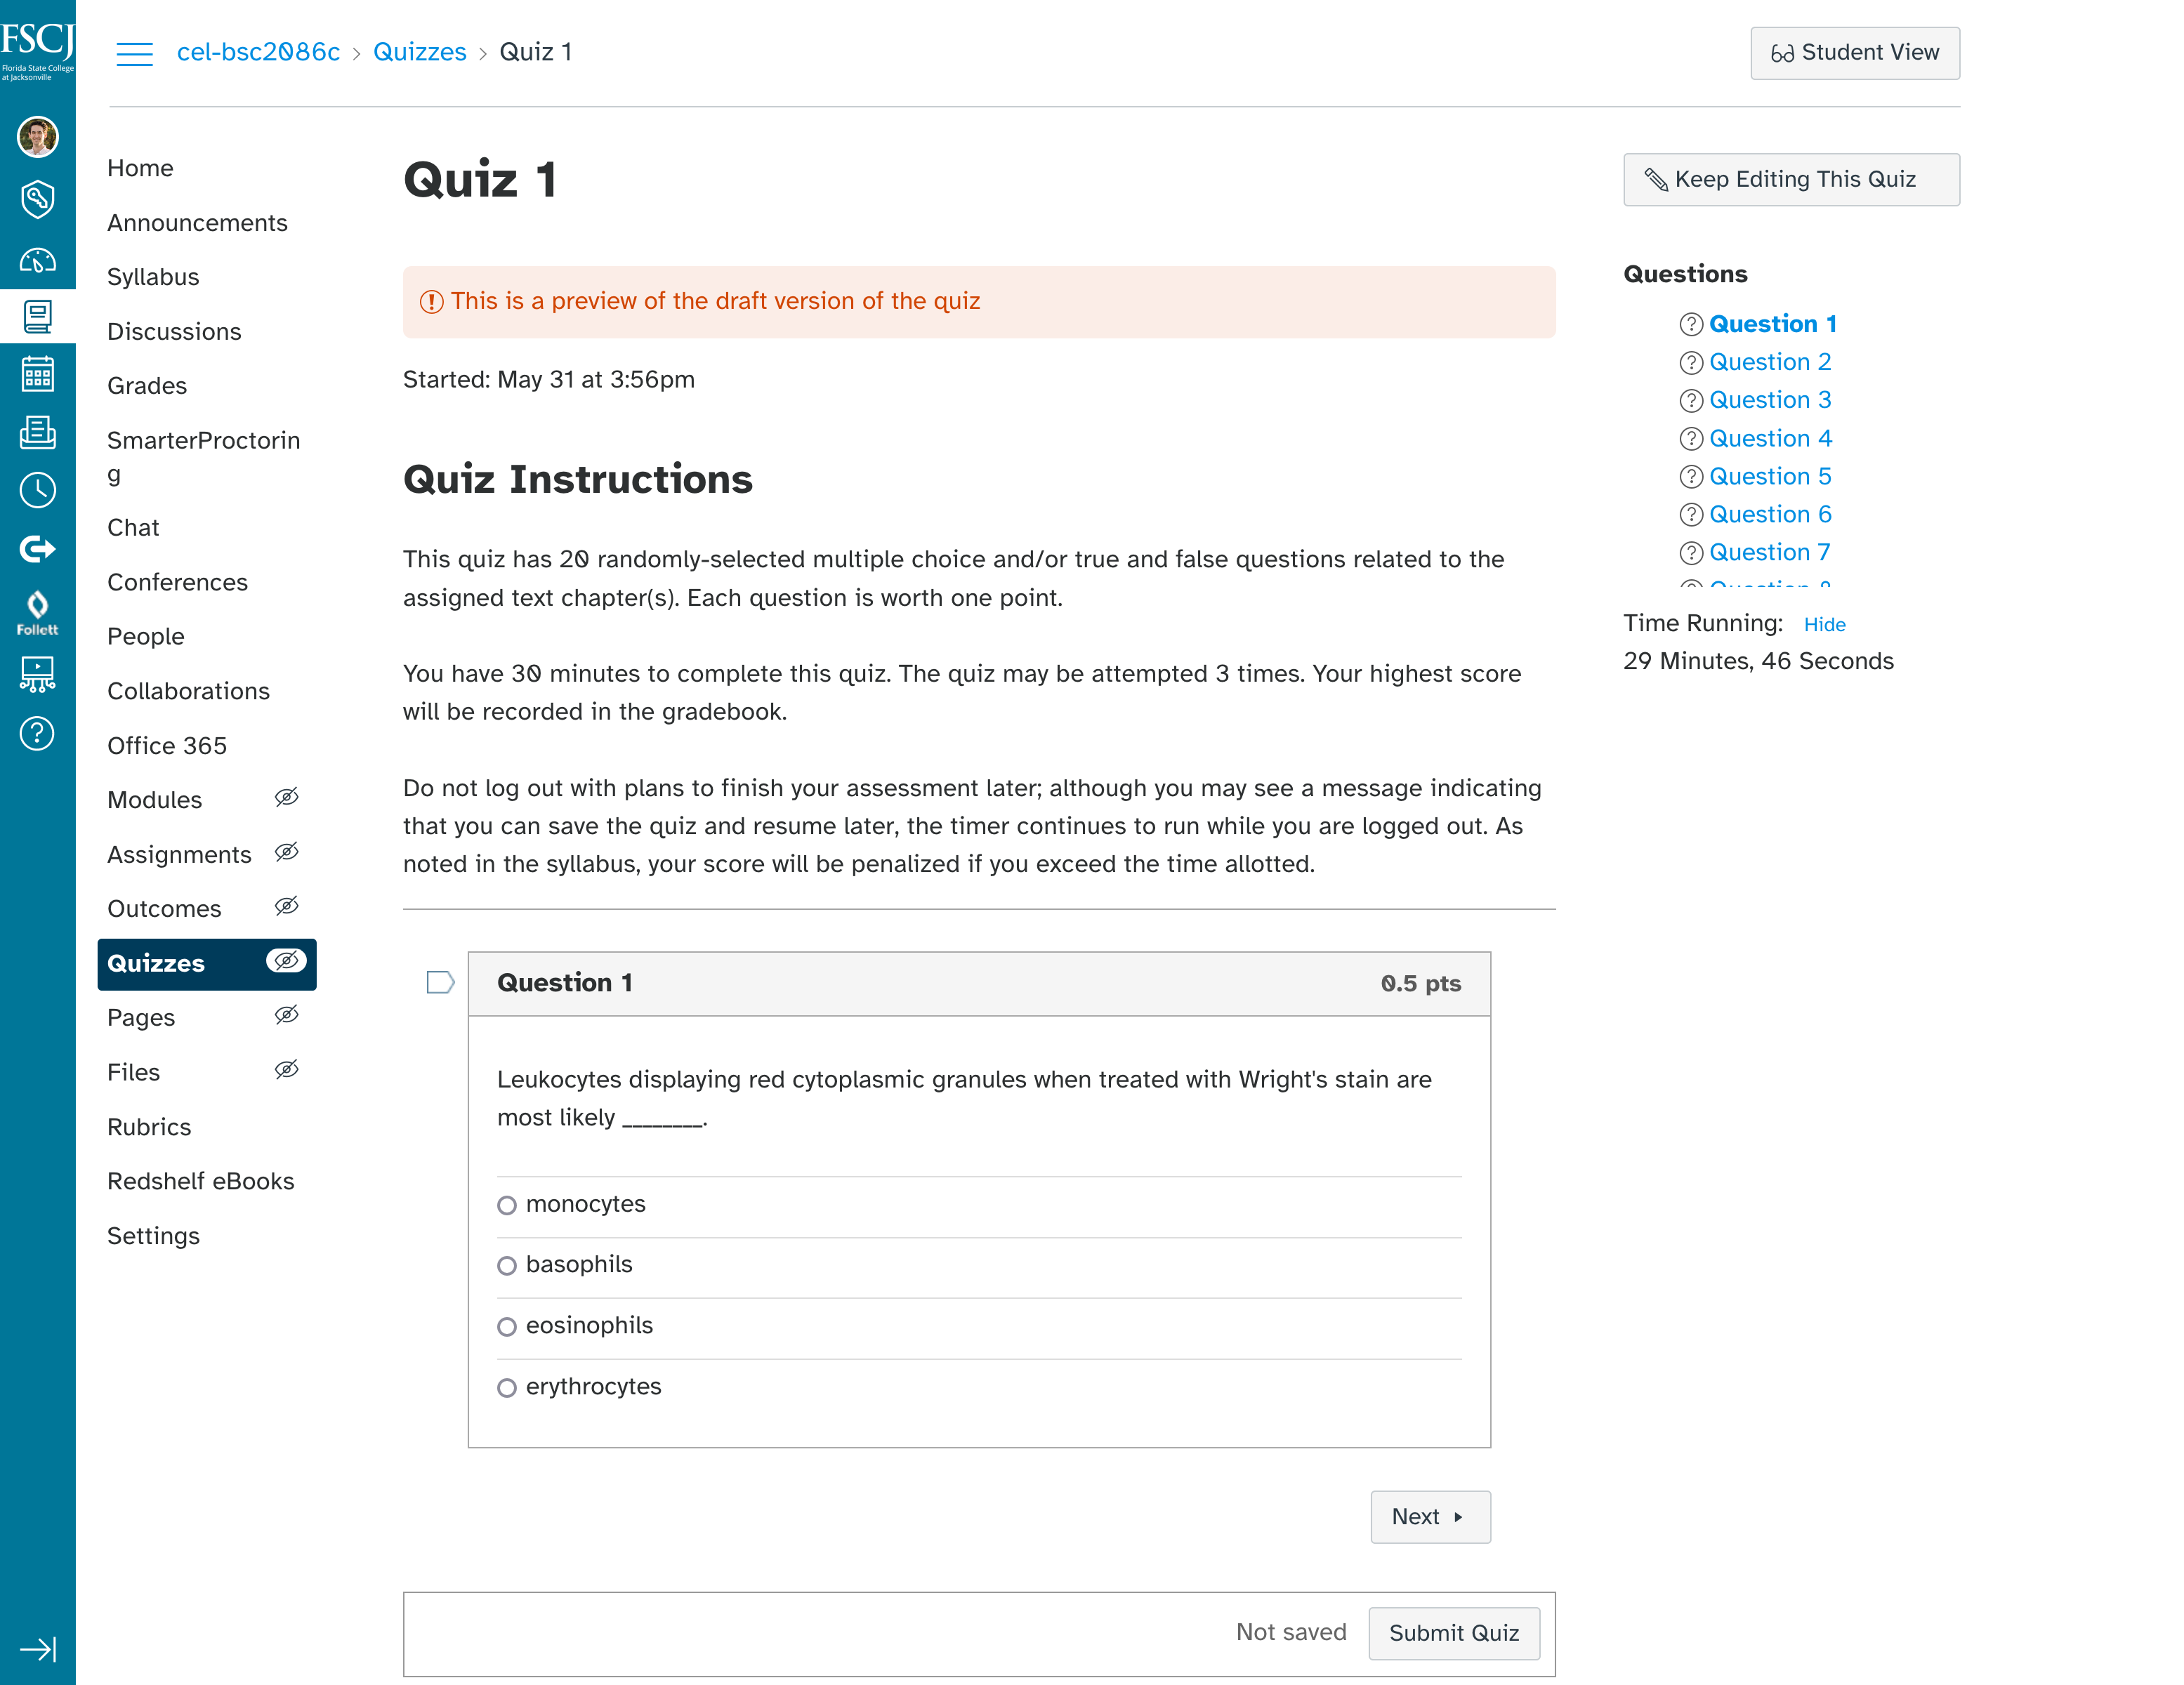 FSCJ
Florida State College
at Jacksonville
Follett
cel-bsc2086c › Quizzes › Quiz 1
Student View
Home
Announcements
Syllabus
Discussions
Grades
SmarterProctorin
g
Chat
Conferences
People
Collaborations
Office 365
Modules
Assignments
Outcomes
Quizzes
Pages
Files
Rubrics
Redshelf eBooks
Settings
Quiz 1
This is a preview of the draft version of the quiz
Started: May 31 at 3:56pm
Quiz Instructions
This quiz has 20 randomly-selected multiple choice and/or true and false questions related to the
assigned text chapter(s). Each question is worth one point.
You have 30 minutes to complete this quiz. The quiz may be attempted 3 times. Your highest score
will be recorded in the gradebook.
Do not log out with plans to finish your assessment later; although you may see a message indicating
that you can save the quiz and resume later, the timer continues to run while you are logged out. As
noted in the syllabus, your score will be penalized if you exceed the time allotted.
Question 1 0.5 pts
Leukocytes displaying red cytoplasmic granules when treated with Wright's stain are
most likely ________.
monocytes
basophils
eosinophils
erythrocytes
Next
Not saved Submit Quiz
Keep Editing This Quiz
Questions
Question 1
Question 2
Question 3
Question 4
Question 5
Question 6
Question 7
Time Running: Hide
29 Minutes, 46 Seconds